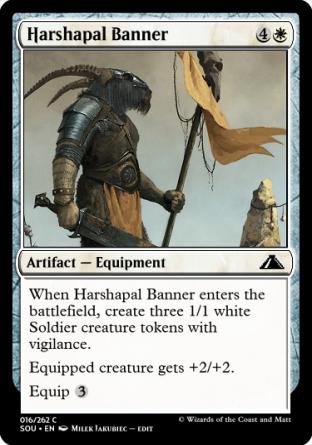 Harshapal Banner 4
Artifact — Equipment
When Harshapal Banner enters the
battlefield, create three 1/1 white
Soldier creature tokens with
vigilance.
Equipped creature gets +2/+2.
Equip 3
016/262 C
SOU • EN MILEK JAKUBIEC — EDIT
© Wizards of the Coast and Matt